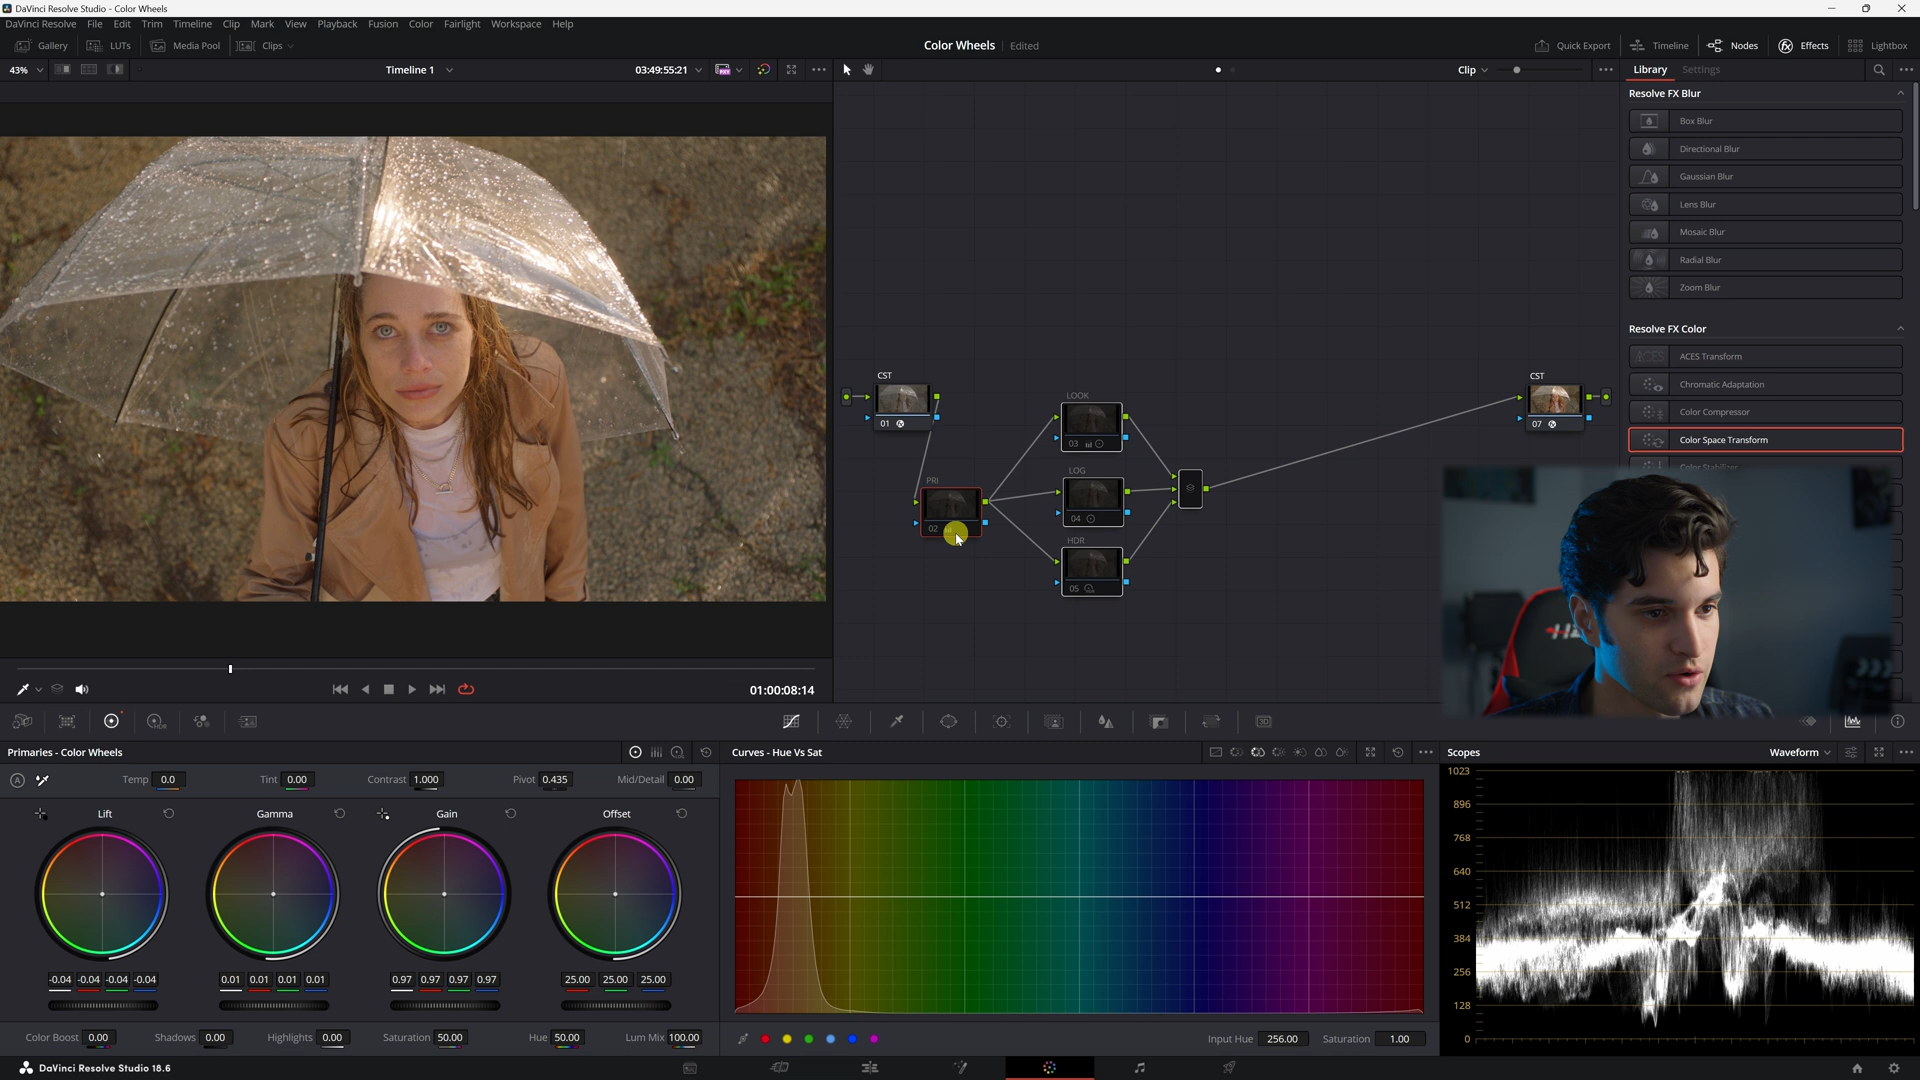 DaVinci Resolve Studio - Color Wheels
DaVinci Resolve File Edit Trim Timeline Clip Mark View Playback Fusion Color Fairlight Workspace Help
Gallery LUTs Media Pool Clips
Color Wheels Edited
Quick Export Timeline Nodes Effects Lightbox
43%
Timeline 1
03:49:55:21
Clip
Library Settings
Resolve FX Blur
Box Blur
Directional Blur
Gaussian Blur
Lens Blur
Mosaic Blur
Radial Blur
Zoom Blur
Resolve FX Color
ACES ACES Transform
Chromatic Adaptation
Color Compressor
Color Space Transform
Color Stabilizer
CST
01
PRI
02
LOOK
03
LOG
04
HDR
05
CST
07
01:00:08:14
HDR
3D
Primaries - Color Wheels
Temp 0.0 Tint 0.00 Contrast 1.000 Pivot 0.435 Mid/Detail 0.00
Lift Gamma Gain Offset
-0.04 -0.04 -0.04 -0.04 0.01 0.01 0.01 0.01 0.97 0.97 0.97 0.97 25.00 25.00 25.00
Color Boost 0.00 Shadows 0.00 Highlights 0.00 Saturation 50.00 Hue 50.00 Lum Mix 100.00
Curves - Hue Vs Sat
Input Hue 256.00 Saturation 1.00
Scopes Waveform
1023
896
768
640
512
384
256
128
0
DaVinci Resolve Studio 18.6